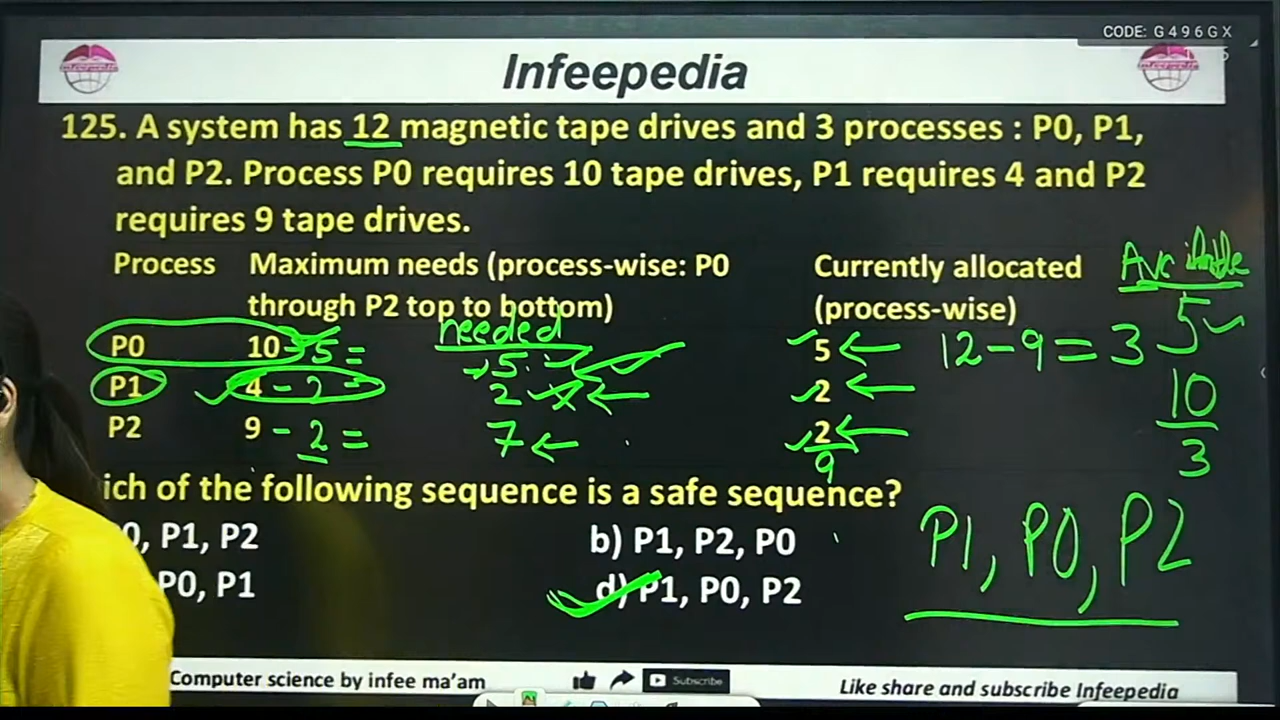 CODE: G496GX
Infeepedia
125. A system has 12 magnetic tape drives and 3 processes : P0, P1,
and P2. Process P0 requires 10 tape drives, P1 requires 4 and P2
requires 9 tape drives.
Process Maximum needs (process-wise: P0 through P2 top to bottom) Currently allocated (process-wise) Available
needed
P0 10 - 5 = 5 5 12 - 9 = 3 5
P1 4 - 2 = 2 2 10
P2 9 - 2 = 7 2 3
9
ich of the following sequence is a safe sequence?
0, P1, P2 b) P1, P2, P0
P0, P1 d) P1, P0, P2
P1, P0, P2
Computer science by infee ma'am Subscribe Like share and subscribe Infeepedia